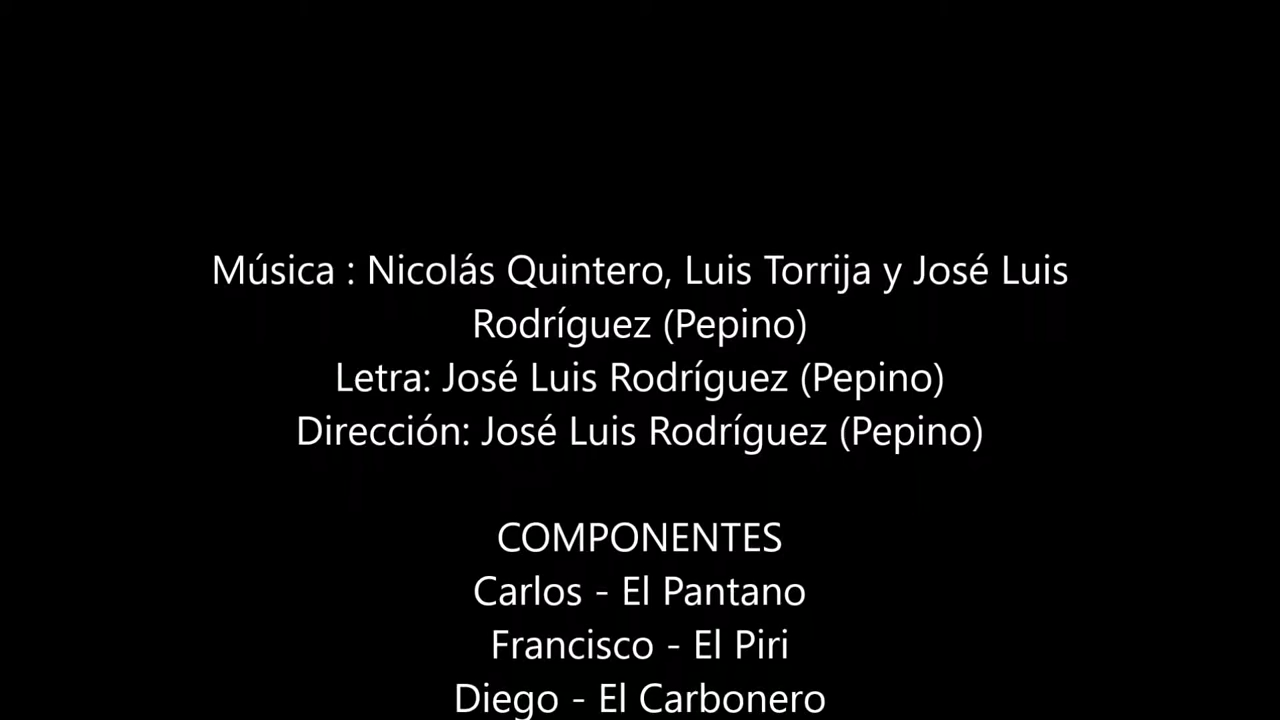 Música : Nicolás Quintero, Luis Torrija y José Luis
Rodríguez (Pepino)
Letra: José Luis Rodríguez (Pepino)
Dirección: José Luis Rodríguez (Pepino)
COMPONENTES
Carlos - El Pantano
Francisco - El Piri
Diego - El Carbonero